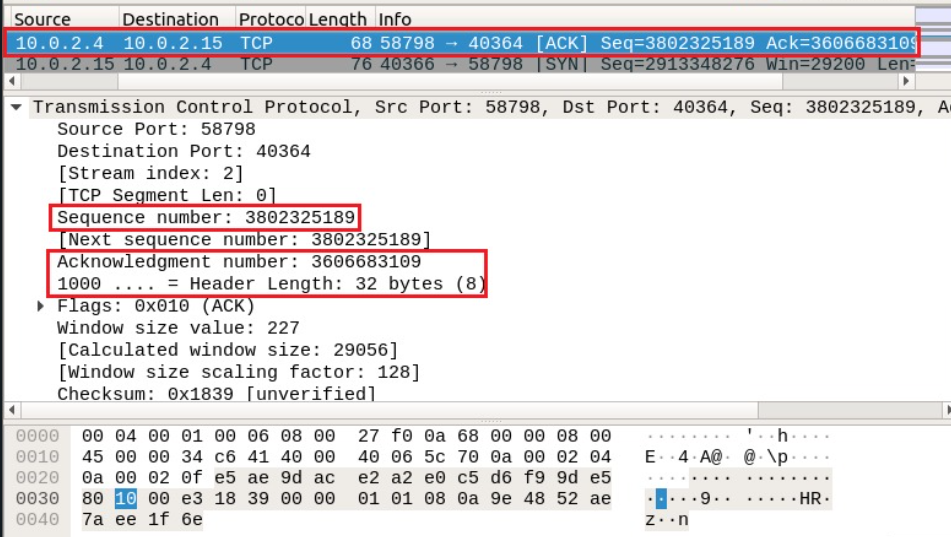 Source Destination Protoco Length Info
10.0.2.4 10.0.2.15 TCP 68 58798 → 40364 [ACK] Seq=3802325189 Ack=3606683109
10.0.2.15 10.0.2.4 TCP 76 40366 → 58798 [SYN] Seq=2913348276 Win=29200 Len=
Transmission Control Protocol, Src Port: 58798, Dst Port: 40364, Seq: 3802325189, A
Source Port: 58798
Destination Port: 40364
[Stream index: 2]
[TCP Segment Len: 0]
Sequence number: 3802325189
[Next sequence number: 3802325189]
Acknowledgment number: 3606683109
1000 .... = Header Length: 32 bytes (8)
Flags: 0x010 (ACK)
Window size value: 227
[Calculated window size: 29056]
[Window size scaling factor: 128]
Checksum: 0x1839 [unverified]
0000 00 04 00 01 00 06 08 00 27 f0 0a 68 00 00 08 00 ········ '··h····
0010 45 00 00 34 c6 41 40 00 40 06 5c 70 0a 00 02 04 E··4·A@· @·\p····
0020 0a 00 02 0f e5 ae 9d ac e2 a2 e0 c5 d6 f9 9d e5 ········ ········
0030 80 10 00 e3 18 39 00 00 01 01 08 0a 9e 48 52 ae ·····9·· ·····HR·
0040 7a ee 1f 6e z··n